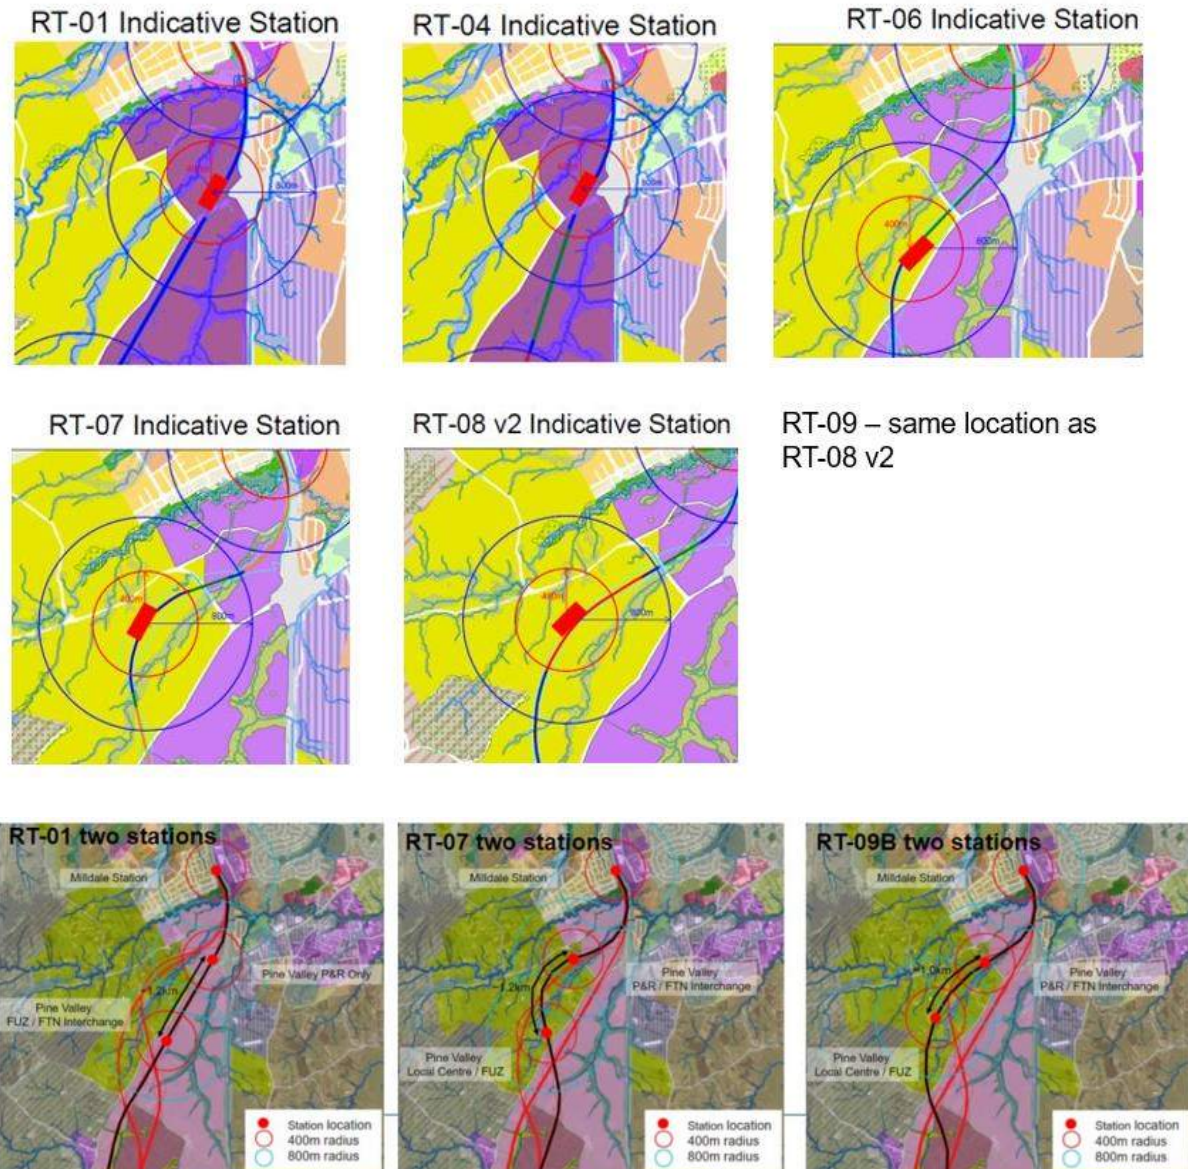 RT-01 Indicative Station
RT-04 Indicative Station
RT-06 Indicative Station
800m
800m
400m
800m
RT-07 Indicative Station
RT-08 v2 Indicative Station
RT-09 – same location as
RT-08 v2
400m
800m
400m
800m
RT-01 two stations
Milldale Station
Pine Valley P&R Only
~1.2km
Pine Valley
FUZ / FTN Interchange
Station location
400m radius
800m radius
RT-07 two stations
Milldale Station
Pine Valley
P&R / FTN Interchange
~1.2km
Pine Valley
Local Centre / FUZ
Station location
400m radius
800m radius
RT-09B two stations
Milldale Station
~1.0km
Pine Valley
P&R / FTN Interchange
Pine Valley
Local Centre / FUZ
Station location
400m radius
800m radius